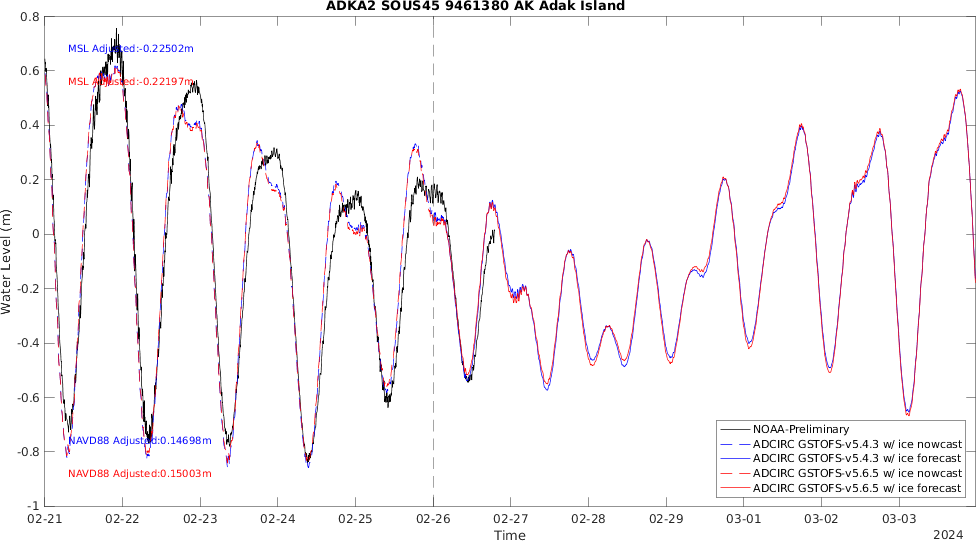 ADKA2 SOUS45 9461380 AK Adak Island
0.8
0.6
0.4
0.2
0
-0.2
-0.4
-0.6
-0.8
-1
Water Level (m)
MSL Adjusted:-0.22502m
MSL Adjusted:-0.22197m
NAVD88 Adjusted:0.14698m
NAVD88 Adjusted:0.15003m
NOAA-Preliminary
ADCIRC GSTOFS-v5.4.3 w/ ice nowcast
ADCIRC GSTOFS-v5.4.3 w/ ice forecast
ADCIRC GSTOFS-v5.6.5 w/ ice nowcast
ADCIRC GSTOFS-v5.6.5 w/ ice forecast
02-21 02-22 02-23 02-24 02-25 02-26 02-27 02-28 02-29 03-01 03-02 03-03
Time
2024